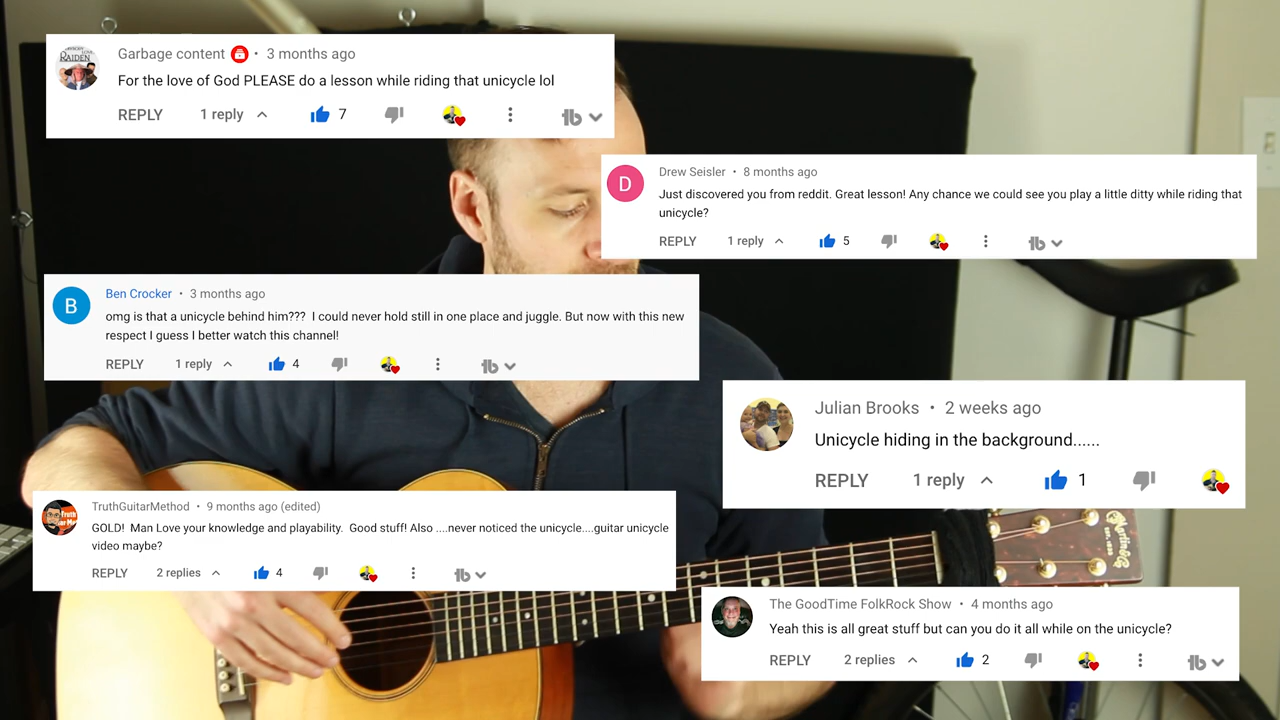 Garbage content • 3 months ago
For the love of God PLEASE do a lesson while riding that unicycle lol
REPLY 1 reply 7
Drew Seisler • 8 months ago
Just discovered you from reddit. Great lesson! Any chance we could see you play a little ditty while riding that
unicycle?
REPLY 1 reply 5
Ben Crocker • 3 months ago
omg is that a unicycle behind him??? I could never hold still in one place and juggle. But now with this new
respect I guess I better watch this channel!
REPLY 1 reply 4
Julian Brooks • 2 weeks ago
Unicycle hiding in the background......
REPLY 1 reply 1
TruthGuitarMethod • 9 months ago (edited)
GOLD! Man Love your knowledge and playability. Good stuff! Also ....never noticed the unicycle....guitar unicycle
video maybe?
REPLY 2 replies 4
The GoodTime FolkRock Show • 4 months ago
Yeah this is all great stuff but can you do it all while on the unicycle?
REPLY 2 replies 2
RAIDEN
D
B
Martin & Co
EST. 1833